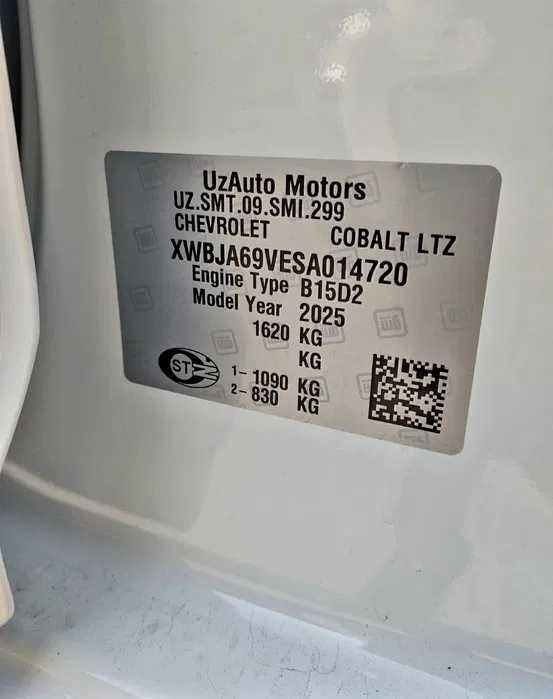 UzAuto Motors
UZ.SMT.09.SMI.299
CHEVROLET COBALT LTZ
XWBJA69VESA014720
Engine Type B15D2
Model Year 2025
1620 KG
KG
1- 1090 KG
2- 830 KG